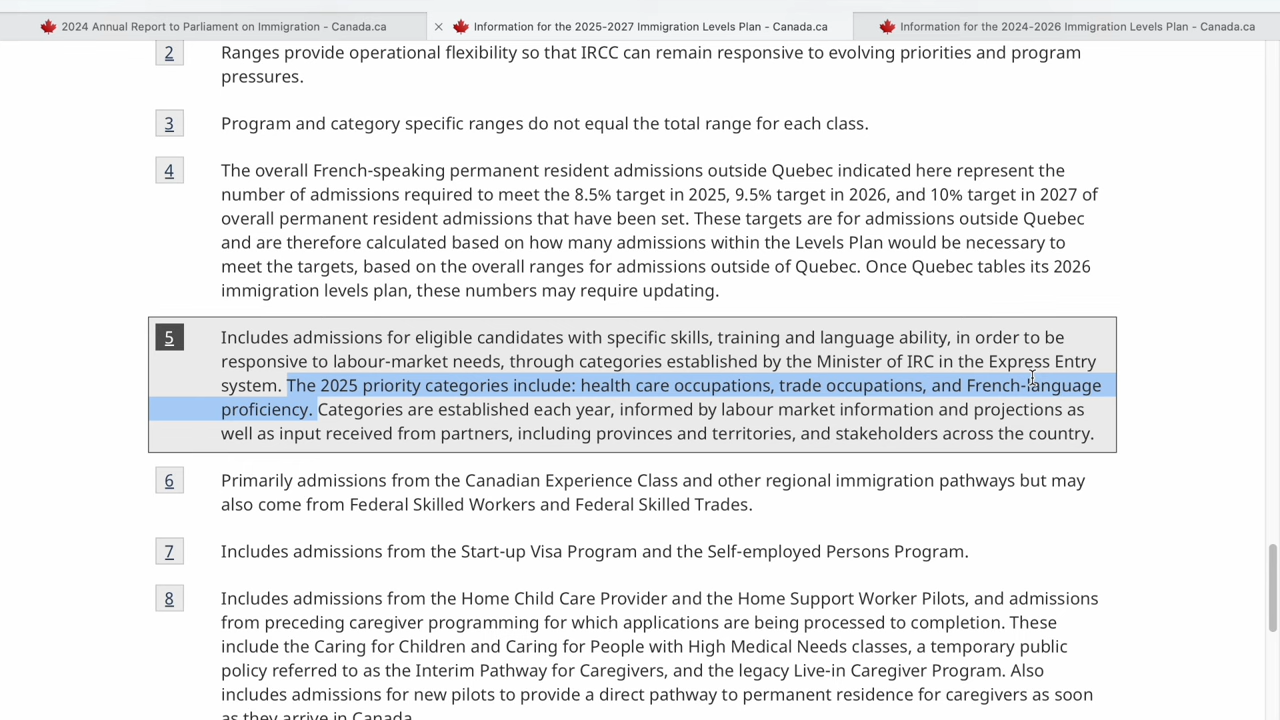 2024 Annual Report to Parliament on Immigration - Canada.ca
Information for the 2025-2027 Immigration Levels Plan - Canada.ca
Information for the 2024-2026 Immigration Levels Plan - Canada.ca
2 Ranges provide operational flexibility so that IRCC can remain responsive to evolving priorities and program
pressures.
3 Program and category specific ranges do not equal the total range for each class.
4 The overall French-speaking permanent resident admissions outside Quebec indicated here represent the
number of admissions required to meet the 8.5% target in 2025, 9.5% target in 2026, and 10% target in 2027 of
overall permanent resident admissions that have been set. These targets are for admissions outside Quebec
and are therefore calculated based on how many admissions within the Levels Plan would be necessary to
meet the targets, based on the overall ranges for admissions outside of Quebec. Once Quebec tables its 2026
immigration levels plan, these numbers may require updating.
5 Includes admissions for eligible candidates with specific skills, training and language ability, in order to be
responsive to labour-market needs, through categories established by the Minister of IRC in the Express Entry
system. The 2025 priority categories include: health care occupations, trade occupations, and French-language
proficiency. Categories are established each year, informed by labour market information and projections as
well as input received from partners, including provinces and territories, and stakeholders across the country.
6 Primarily admissions from the Canadian Experience Class and other regional immigration pathways but may
also come from Federal Skilled Workers and Federal Skilled Trades.
7 Includes admissions from the Start-up Visa Program and the Self-employed Persons Program.
8 Includes admissions from the Home Child Care Provider and the Home Support Worker Pilots, and admissions
from preceding caregiver programming for which applications are being processed to completion. These
include the Caring for Children and Caring for People with High Medical Needs classes, a temporary public
policy referred to as the Interim Pathway for Caregivers, and the legacy Live-in Caregiver Program. Also
includes admissions for new pilots to provide a direct pathway to permanent residence for caregivers as soon
as they arrive in Canada.